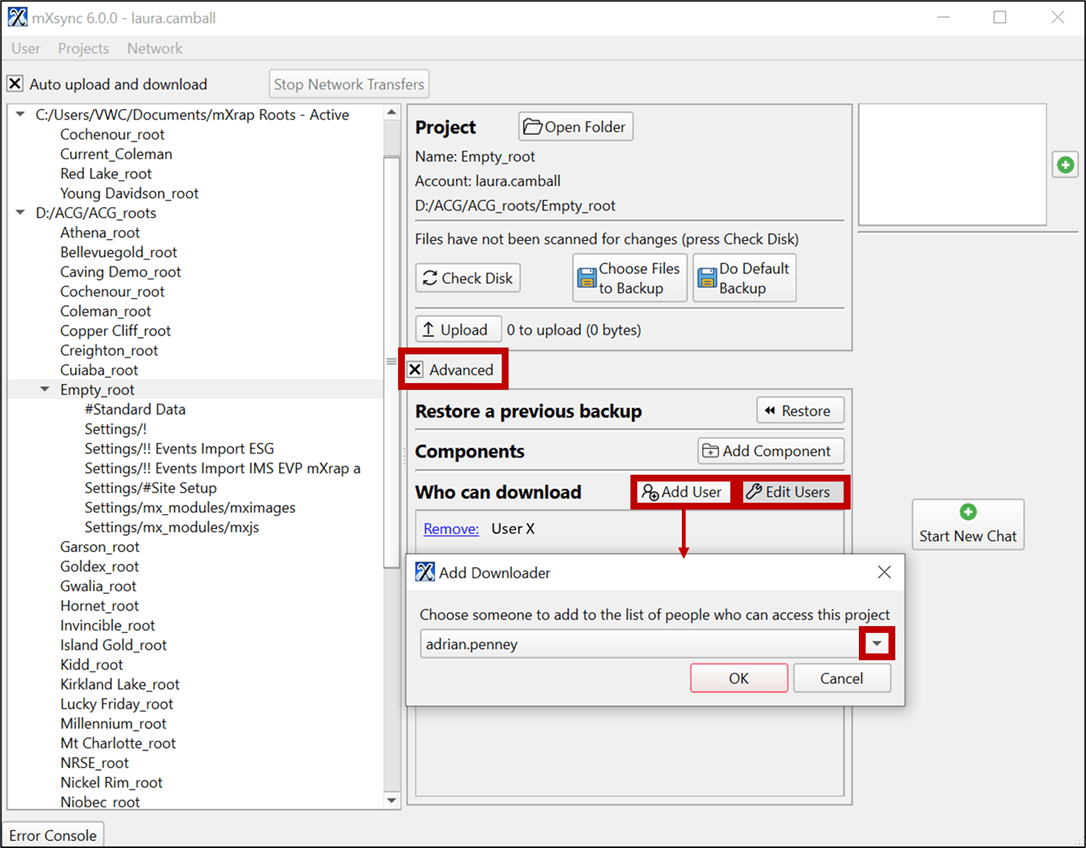 mXsync 6.0.0 - laura.camball
User Projects Network
Auto upload and download
Stop Network Transfers
C:/Users/VWC/Documents/mXrap Roots - Active
Cochenour_root
Current_Coleman
Red Lake_root
Young Davidson_root
D:/ACG/ACG_roots
Athena_root
Bellevuegold_root
Caving Demo_root
Cochenour_root
Coleman_root
Copper Cliff_root
Creighton_root
Cuiaba_root
Empty_root
#Standard Data
Settings/!
Settings/!! Events Import ESG
Settings/!! Events Import IMS EVP mXrap a
Settings/#Site Setup
Settings/mx_modules/mximages
Settings/mx_modules/mxjs
Garson_root
Goldex_root
Gwalia_root
Hornet_root
Invincible_root
Island Gold_root
Kidd_root
Kirkland Lake_root
Lucky Friday_root
Millennium_root
Mt Charlotte_root
NRSE_root
Nickel Rim_root
Niobec root
Project
Open Folder
Name: Empty_root
Account: laura.camball
D:/ACG/ACG_roots/Empty_root
Files have not been scanned for changes (press Check Disk)
Check Disk
Choose Files
to Backup
Do Default
Backup
Upload
0 to upload (0 bytes)
Advanced
Restore a previous backup
Restore
Components
Add Component
Who can download
Add User
Edit Users
Remove: User X
Add Downloader
Choose someone to add to the list of people who can access this project
adrian.penney
OK
Cancel
Start New Chat
Error Console